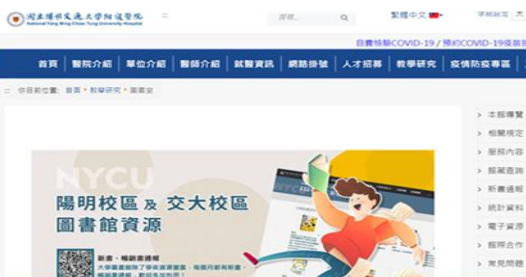 國立陽明交通大學附設醫院
National Yang Ming Chiao Tung University Hospital
搜尋...
繁體中文
字級設定
大
自費檢驗COVID-19 / 預約COVID-19疫苗接
首頁 醫院介紹 單位介紹 醫師介紹 就醫資訊 網路掛號 人才招募 教學研究 疫情防疫專區
你目前位置: 首頁 教學研究 圖書室
本館導覽
相關規定
服務內容
館藏查詢
新書通報
統計資料
電子資源
館際合作
常見問題
NYCU
陽明校區 及 交大校區
圖書館資源
新書、暢銷書通報